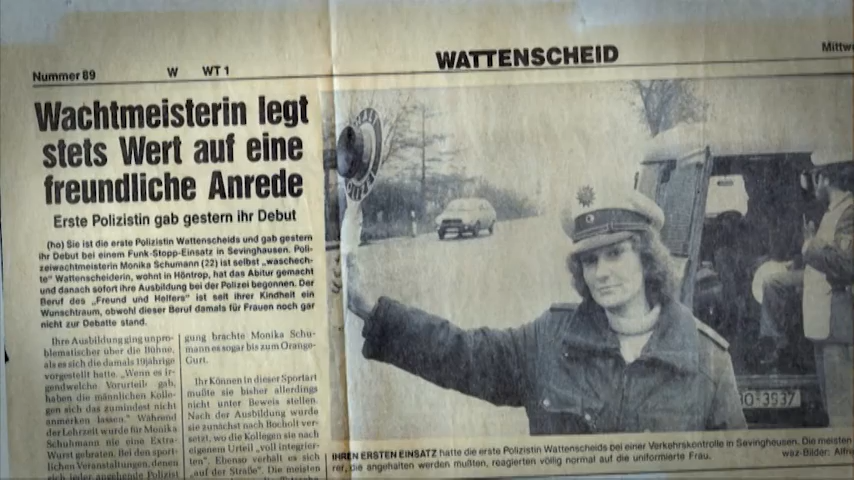 Nummer 89 W WT 1
WATTENSCHEID
Wachtmeisterin legt
stets Wert auf eine
freundliche Anrede
Erste Polizistin gab gestern ihr Debut
(ho) Sie ist die erste Polizistin Wattenscheids und gab gestern
ihr Debut bei einem Funk-Stopp-Einsatz in Sevinghausen. Poli-
zeiwachtmeisterin Monika Schumann (22) ist selbst „waschech-
te" Wattenscheiderin, wohnt in Höntrop, hat das Abitur gemacht
und danach sofort ihre Ausbildung bei der Polizei begonnen. Der
Beruf des „Freund und Helfers" ist seit ihrer Kindheit ein
Wunschtraum, obwohl dieser Beruf damals für Frauen noch gar
nicht zur Debatte stand.
Ihre Ausbildung ging unpro-
blematischer über die Bühne,
als es sich die damals 19jährige
vorgestellt hatte. „Wenn es ir-
gendwelche Vorurteile gab,
haben die männlichen Kolle-
gen sich das zumindest nicht
anmerken lassen." Während
der Lehrzeit wurde für Monika
Schuhmann nie eine Extra-
Wurst gebraten. Bei den sport-
lichen Veranstaltungen, denen
sich jeder angehende Polizist
gung brachte Monika Schu-
mann es sogar bis zum Orange-
Gurt.
Ihr Können in dieser Sportart
mußte sie bisher allerdings
nicht unter Beweis stellen.
Nach der Ausbildung wurde
sie zunächst nach Bocholt ver-
setzt, wo die Kollegen sie nach
eigenem Urteil „voll integrier-
ten". Ebenso verhält es sich
„auf der Straße". Die meisten
HALT
POLIZEI
BO-3937
IHREN ERSTEN EINSATZ hatte die erste Polizistin Wattenscheids bei einer Verkehrskontrolle in Sevinghausen. Die meisten
rer, die angehalten werden mußten, reagierten völlig normal auf die uniformierte Frau. waz-Bilder: